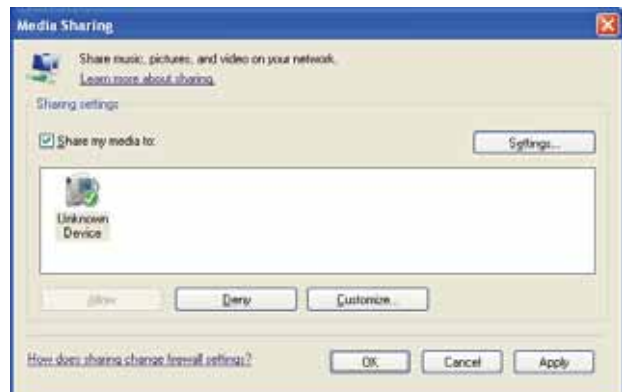 Media Sharing
Share music, pictures, and video on your network.
Learn more about sharing.
Sharing settings
Share my media to:
Settings...
Unknown
Device
Allow
Deny
Customize...
How does sharing change firewall settings?
OK
Cancel
Apply